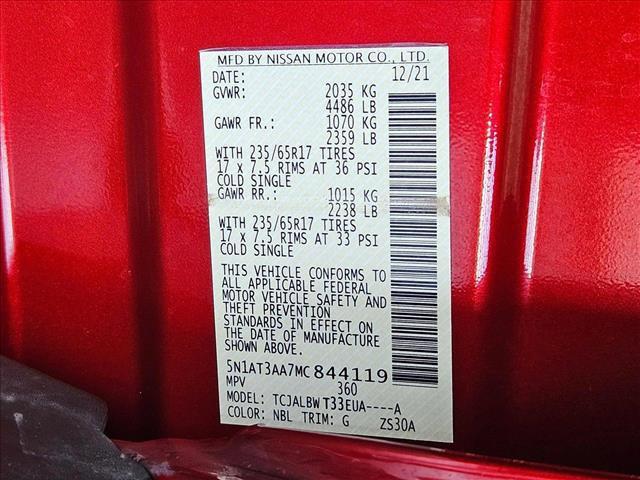 MFD BY NISSAN MOTOR CO., LTD.
DATE: 12/21
GVWR: 2035 KG
4486 LB
GAWR FR.: 1070 KG
2359 LB
WITH 235/65R17 TIRES
17 x 7.5 RIMS AT 36 PSI
COLD SINGLE
GAWR RR.: 1015 KG
2238 LB
WITH 235/65R17 TIRES
17 x 7.5 RIMS AT 33 PSI
COLD SINGLE
THIS VEHICLE CONFORMS TO
ALL APPLICABLE FEDERAL
MOTOR VEHICLE SAFETY AND
THEFT PREVENTION
STANDARDS IN EFFECT ON
THE DATE OF MANUFACTURE
SHOWN ABOVE.
5N1AT3AA7MC844119
MPV 360
MODEL: TCJALBWT33EUA----A
COLOR: NBL TRIM: G ZS30A